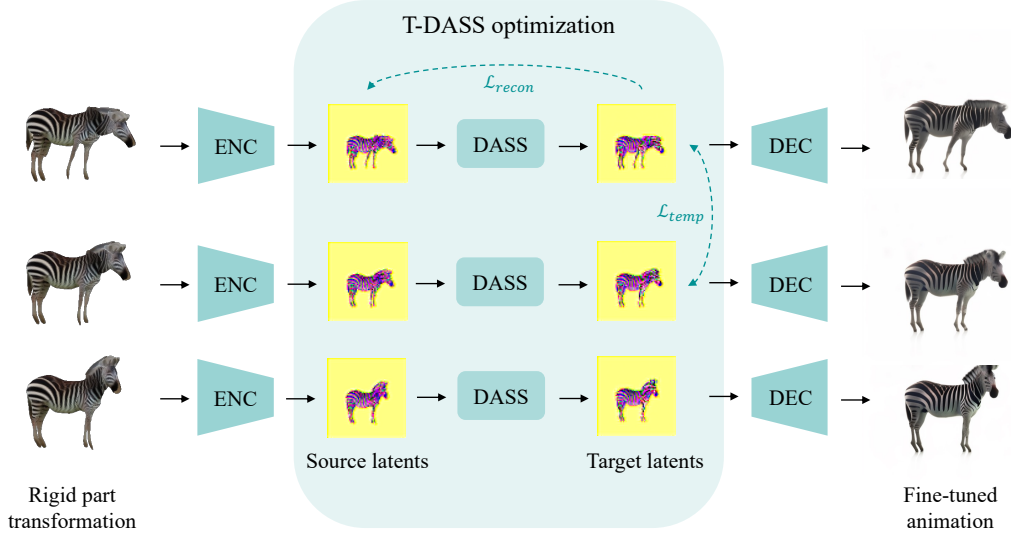 T-DASS optimization
ℒrecon
ENC
DASS
DEC
ℒtemp
ENC
DASS
DEC
ENC
DASS
DEC
Source latents
Target latents
Rigid part
transformation
Fine-tuned
animation